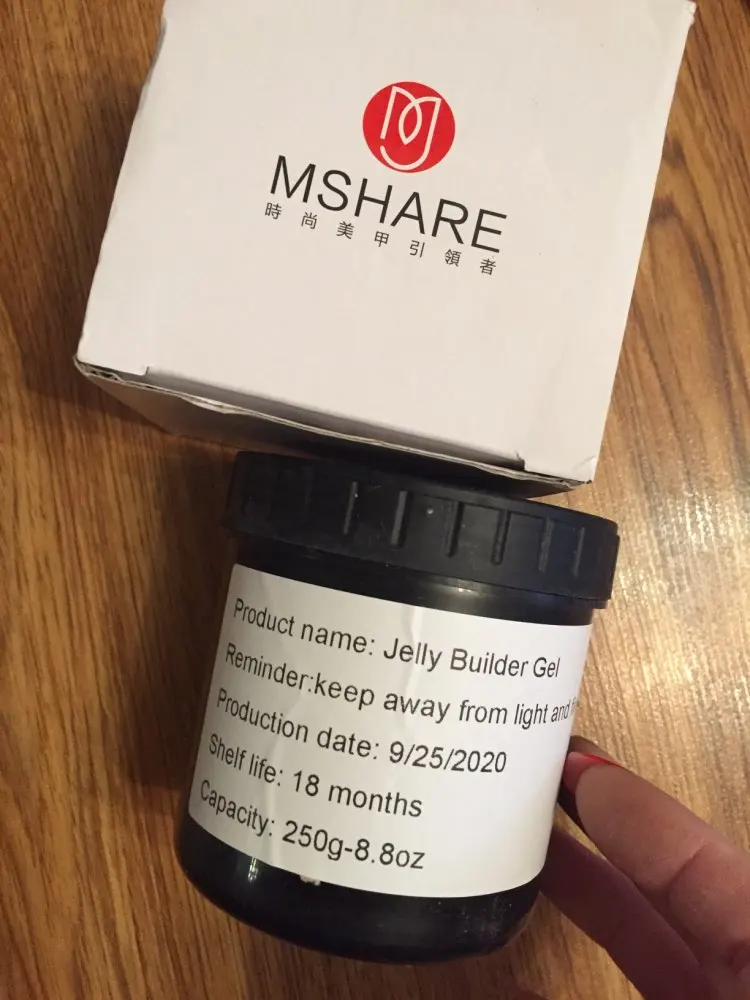 MSHARE
時尚美甲引領者
Product name: Jelly Builder Gel
Reminder:keep away from light and
Production date: 9/25/2020
Shelf life: 18 months
Capacity: 250g-8.8oz